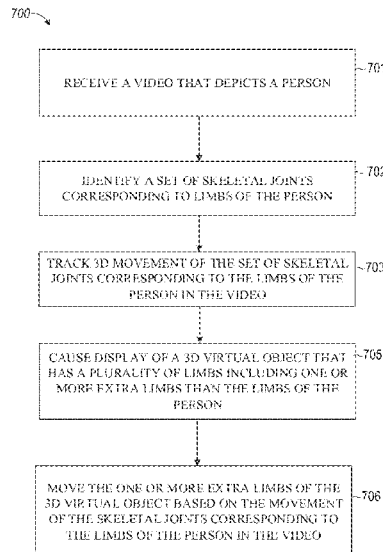 700
RECEIVE A VIDEO THAT DEPICTS A PERSON
701
IDENTIFY A SET OF SKELETAL JOINTS
CORRESPONDING TO LIMBS OF THE PERSON
702
TRACK 3D MOVEMENT OF THE SET OF SKELETAL
JOINTS CORRESPONDING TO THE LIMBS OF THE
PERSON IN THE VIDEO
703
CAUSE DISPLAY OF A 3D VIRTUAL OBJECT THAT
HAS A PLURALITY OF LIMBS INCLUDING ONE OR
MORE EXTRA LIMBS THAN THE LIMBS OF THE
PERSON
705
MOVE THE ONE OR MORE EXTRA LIMBS OF THE
3D VIRTUAL OBJECT BASED ON THE MOVEMENT
OF THE SKELETAL JOINTS CORRESPONDING TO
THE LIMBS OF THE PERSON IN THE VIDEO
706